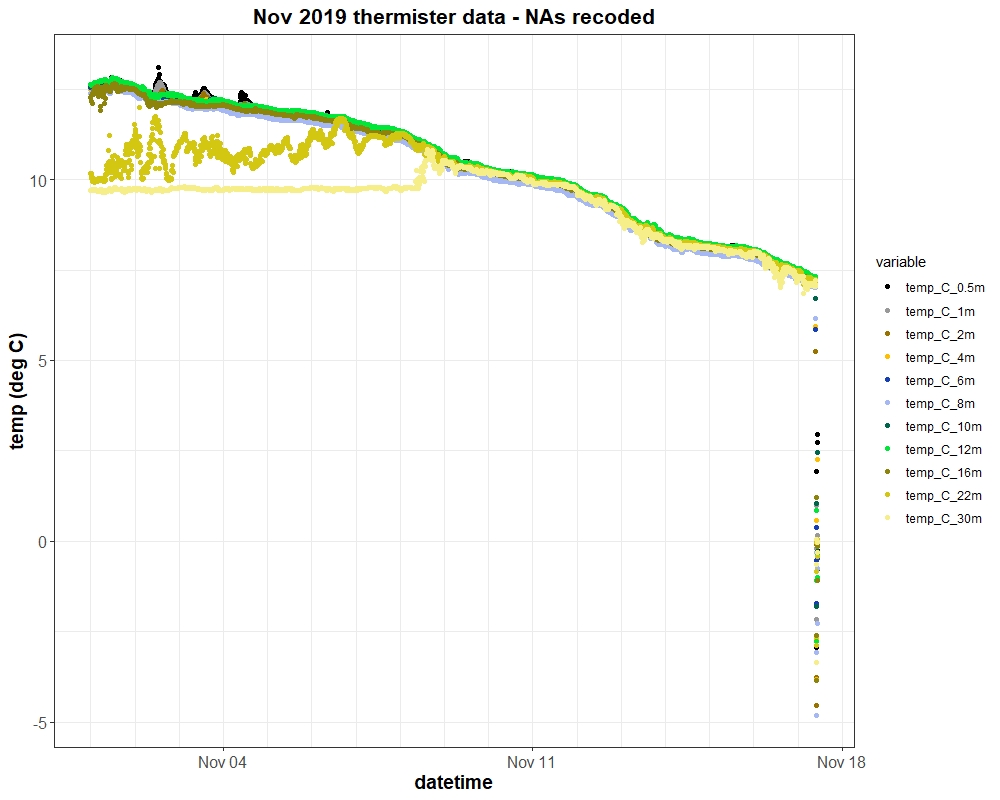 Nov 2019 thermister data - NAs recoded
temp (deg C)
10
5
0
-5
Nov 04
Nov 11
Nov 18
datetime
variable
temp_C_0.5m
temp_C_1m
temp_C_2m
temp_C_4m
temp_C_6m
temp_C_8m
temp_C_10m
temp_C_12m
temp_C_16m
temp_C_22m
temp_C_30m